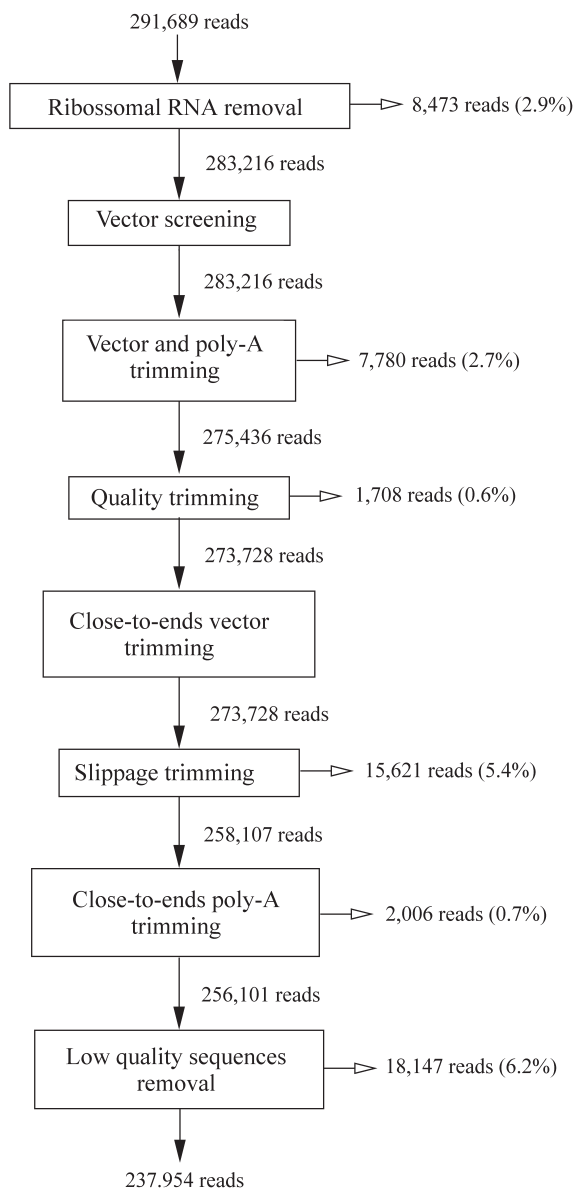 291,689 reads
Ribossomal RNA removal
8,473 reads (2.9%)
283,216 reads
Vector screening
283,216 reads
Vector and poly-A
trimming
7,780 reads (2.7%)
275,436 reads
Quality trimming
1,708 reads (0.6%)
273,728 reads
Close-to-ends vector
trimming
273,728 reads
Slippage trimming
15,621 reads (5.4%)
258,107 reads
Close-to-ends poly-A
trimming
2,006 reads (0.7%)
256,101 reads
Low quality sequences
removal
18,147 reads (6.2%)
237.954 reads